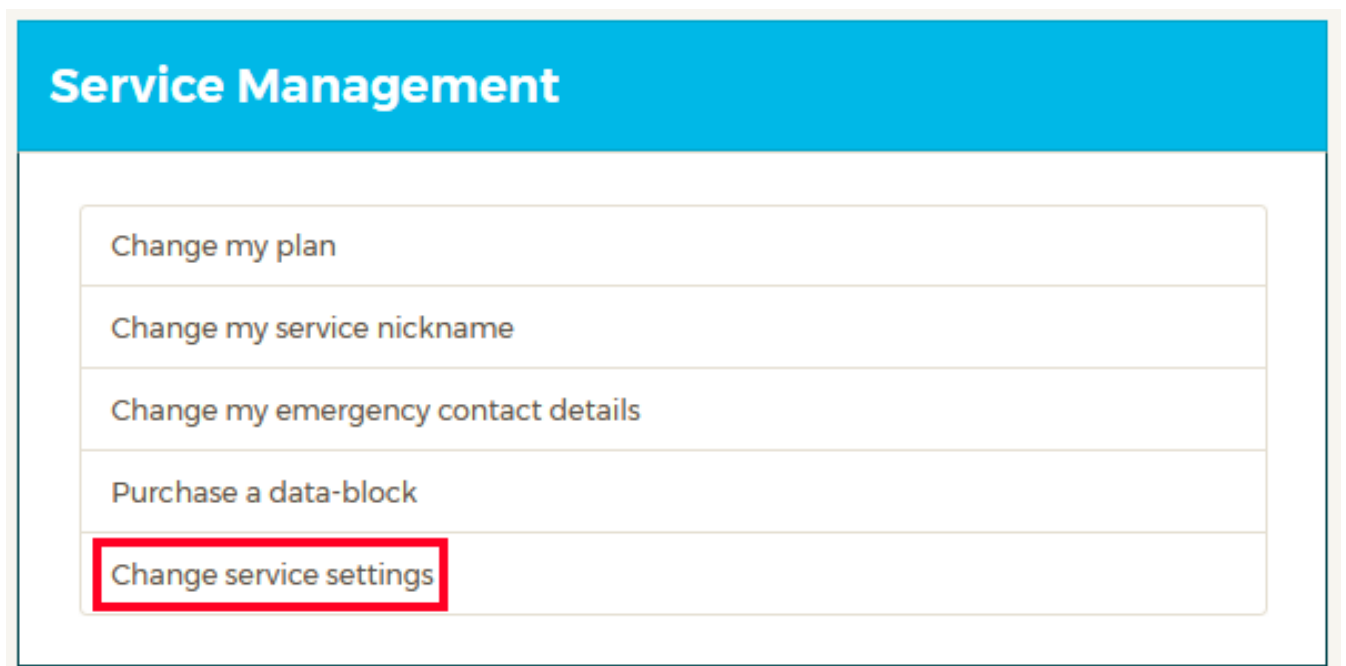 Service Management
Change my plan
Change my service nickname
Change my emergency contact details
Purchase a data-block
Change service settings